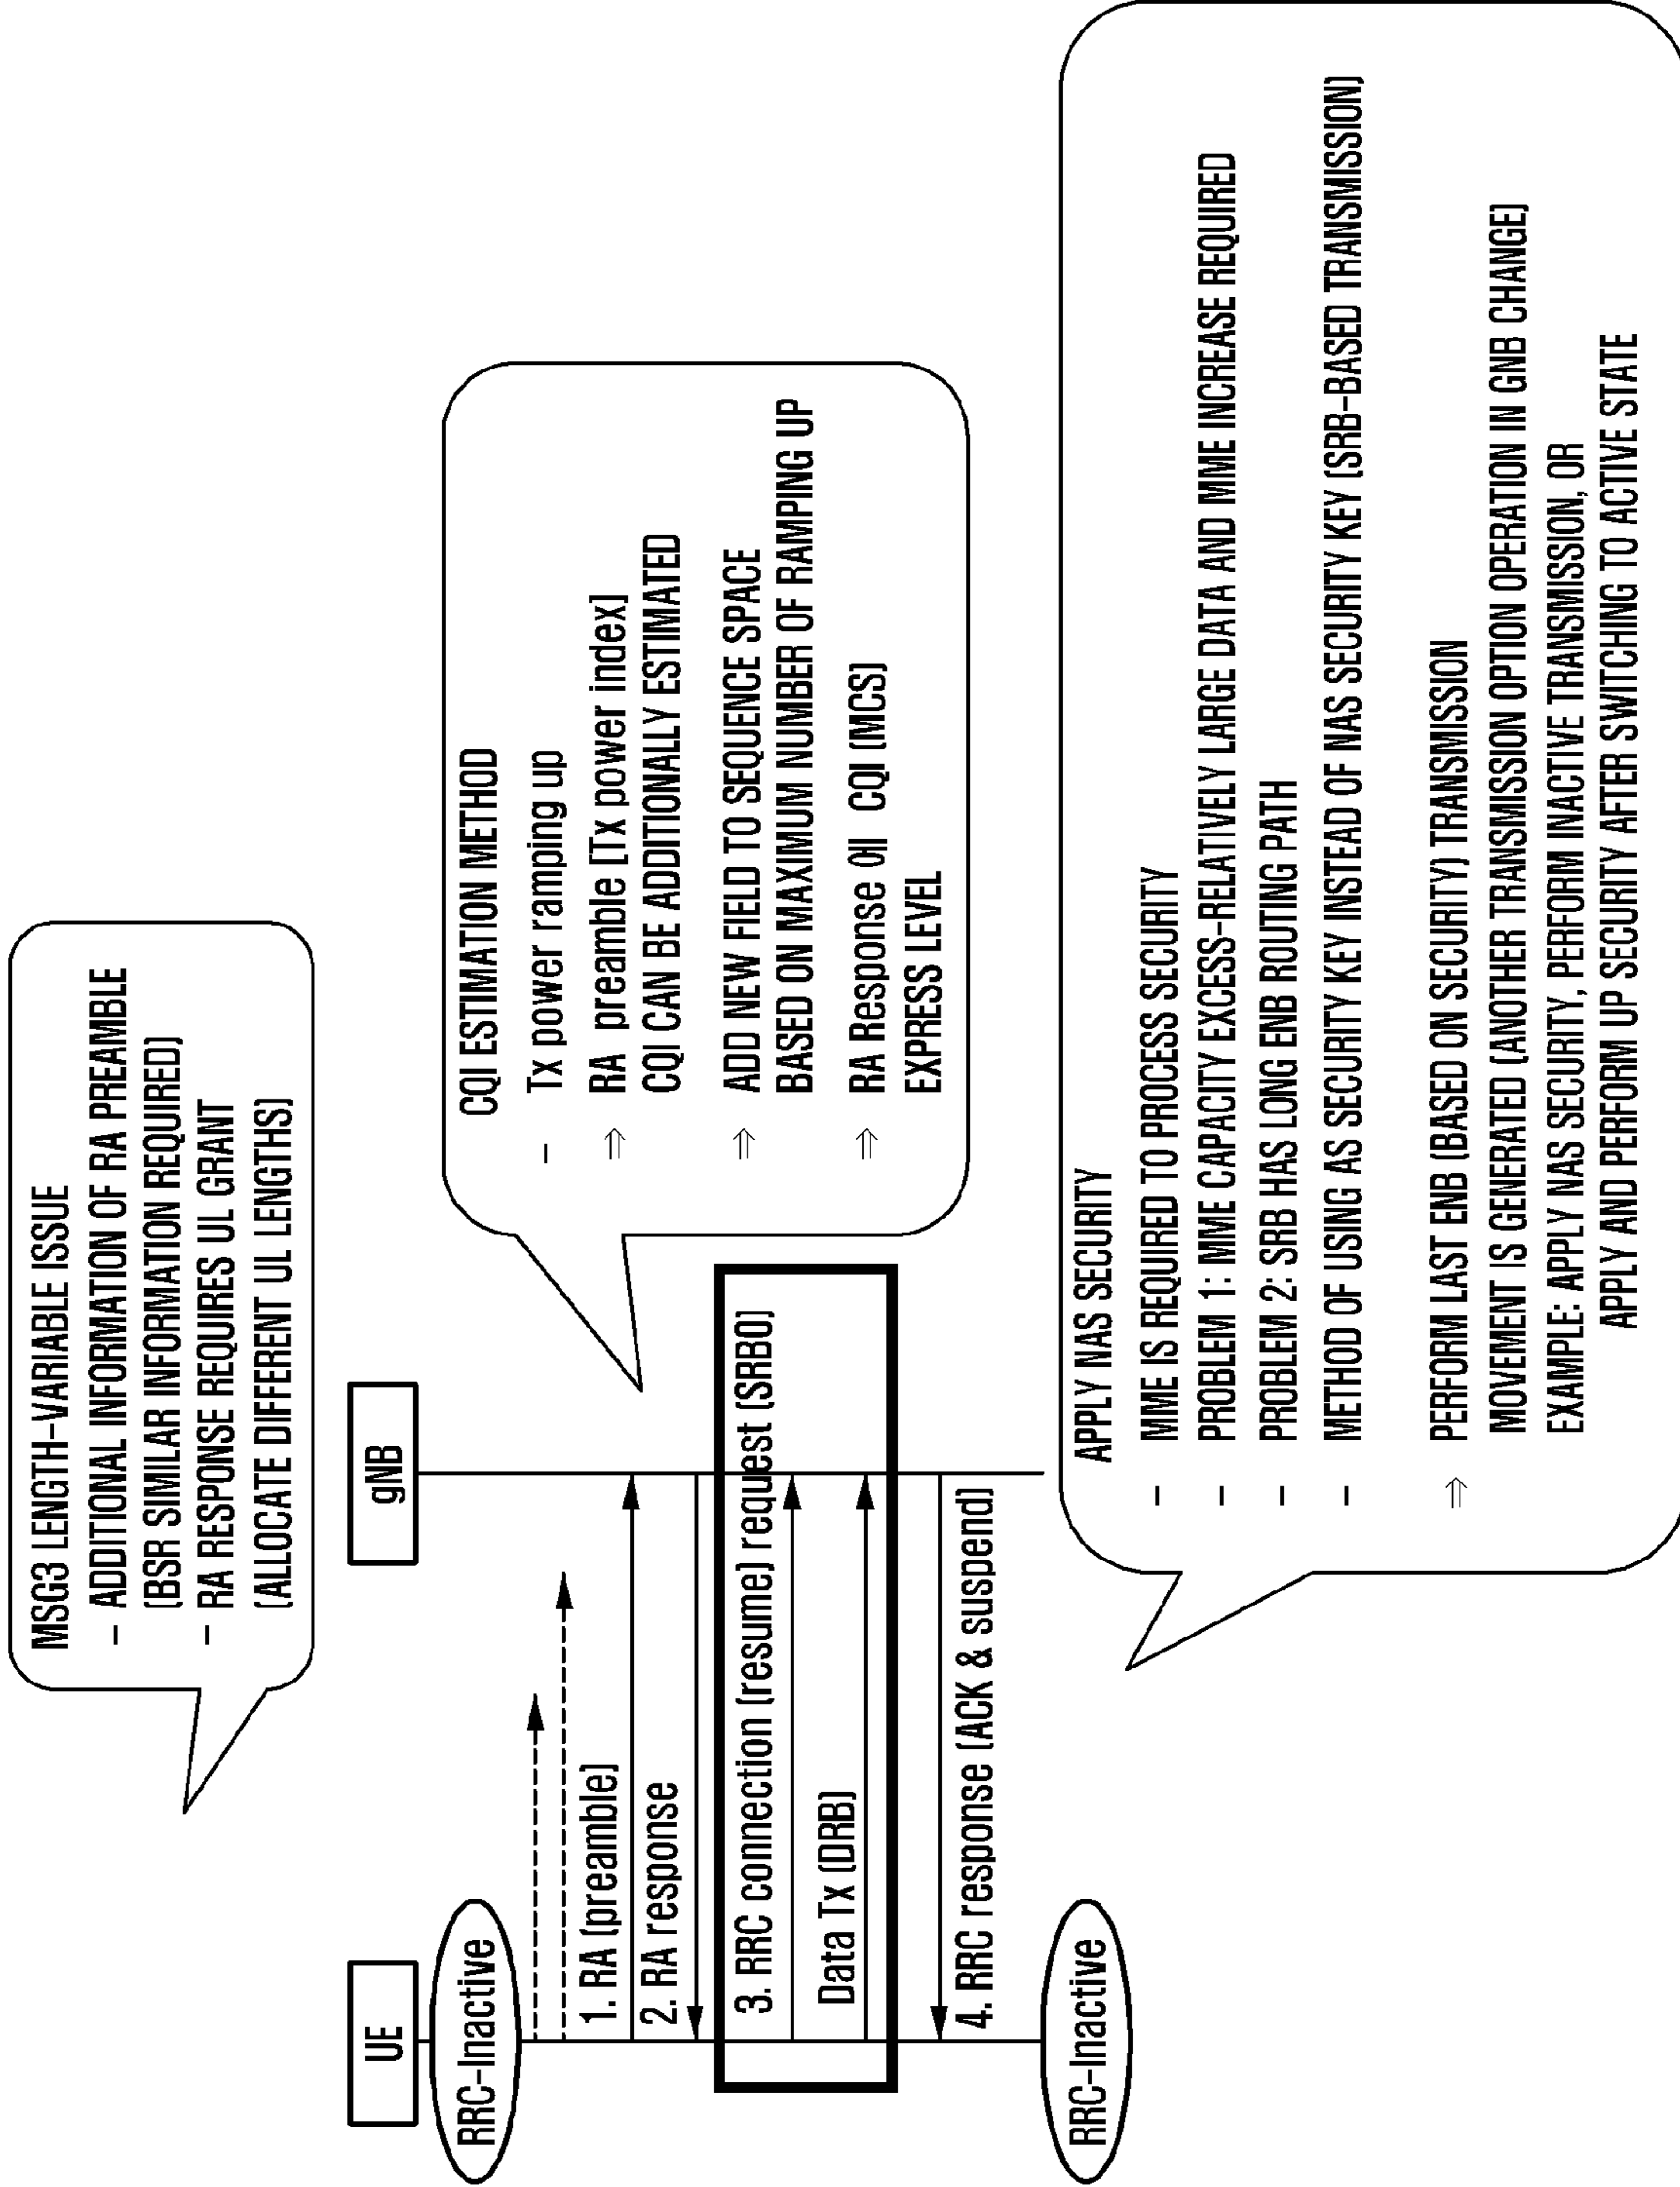 MSG3 LENGTH-VARIABLE ISSUE
- ADDITIONAL INFORMATION OF RA PREAMBLE
(BSR SIMILAR INFORMATION REQUIRED)
- RA RESPONSE REQUIRES UL GRANT
(ALLOCATE DIFFERENT UL LENGTHS)
UE
gNB
RRC-Inactive
1. RA (preamble)
2. RA response
3. RRC connection (resume) request (SRB0)
Data Tx (DRB)
4. RRC response (ACK & suspend)
RRC-Inactive
CQI ESTIMATION METHOD
- Tx power ramping up
⇒ RA preamble [Tx power index]
CQI CAN BE ADDITIONALLY ESTIMATED
⇒ ADD NEW FIELD TO SEQUENCE SPACE
BASED ON MAXIMUM NUMBER OF RAMPING UP
⇒ RA Response 에 CQI (MCS)
EXPRESS LEVEL
APPLY NAS SECURITY
- MME IS REQUIRED TO PROCESS SECURITY
- PROBLEM 1: MME CAPACITY EXCESS-RELATIVELY LARGE DATA AND MME INCREASE REQUIRED
- PROBLEM 2: SRB HAS LONG ENB ROUTING PATH
- METHOD OF USING AS SECURITY KEY INSTEAD OF NAS SECURITY KEY (SRB-BASED TRANSMISSION)
⇒ PERFORM LAST ENB (BASED ON SECURITY) TRANSMISSION
MOVEMENT IS GENERATED (ANOTHER TRANSMISSION OPTION OPERATION IN GNB CHANGE)
EXAMPLE: APPLY NAS SECURITY, PERFORM INACTIVE TRANSMISSION, OR
APPLY AND PERFORM UP SECURITY AFTER SWITCHING TO ACTIVE STATE